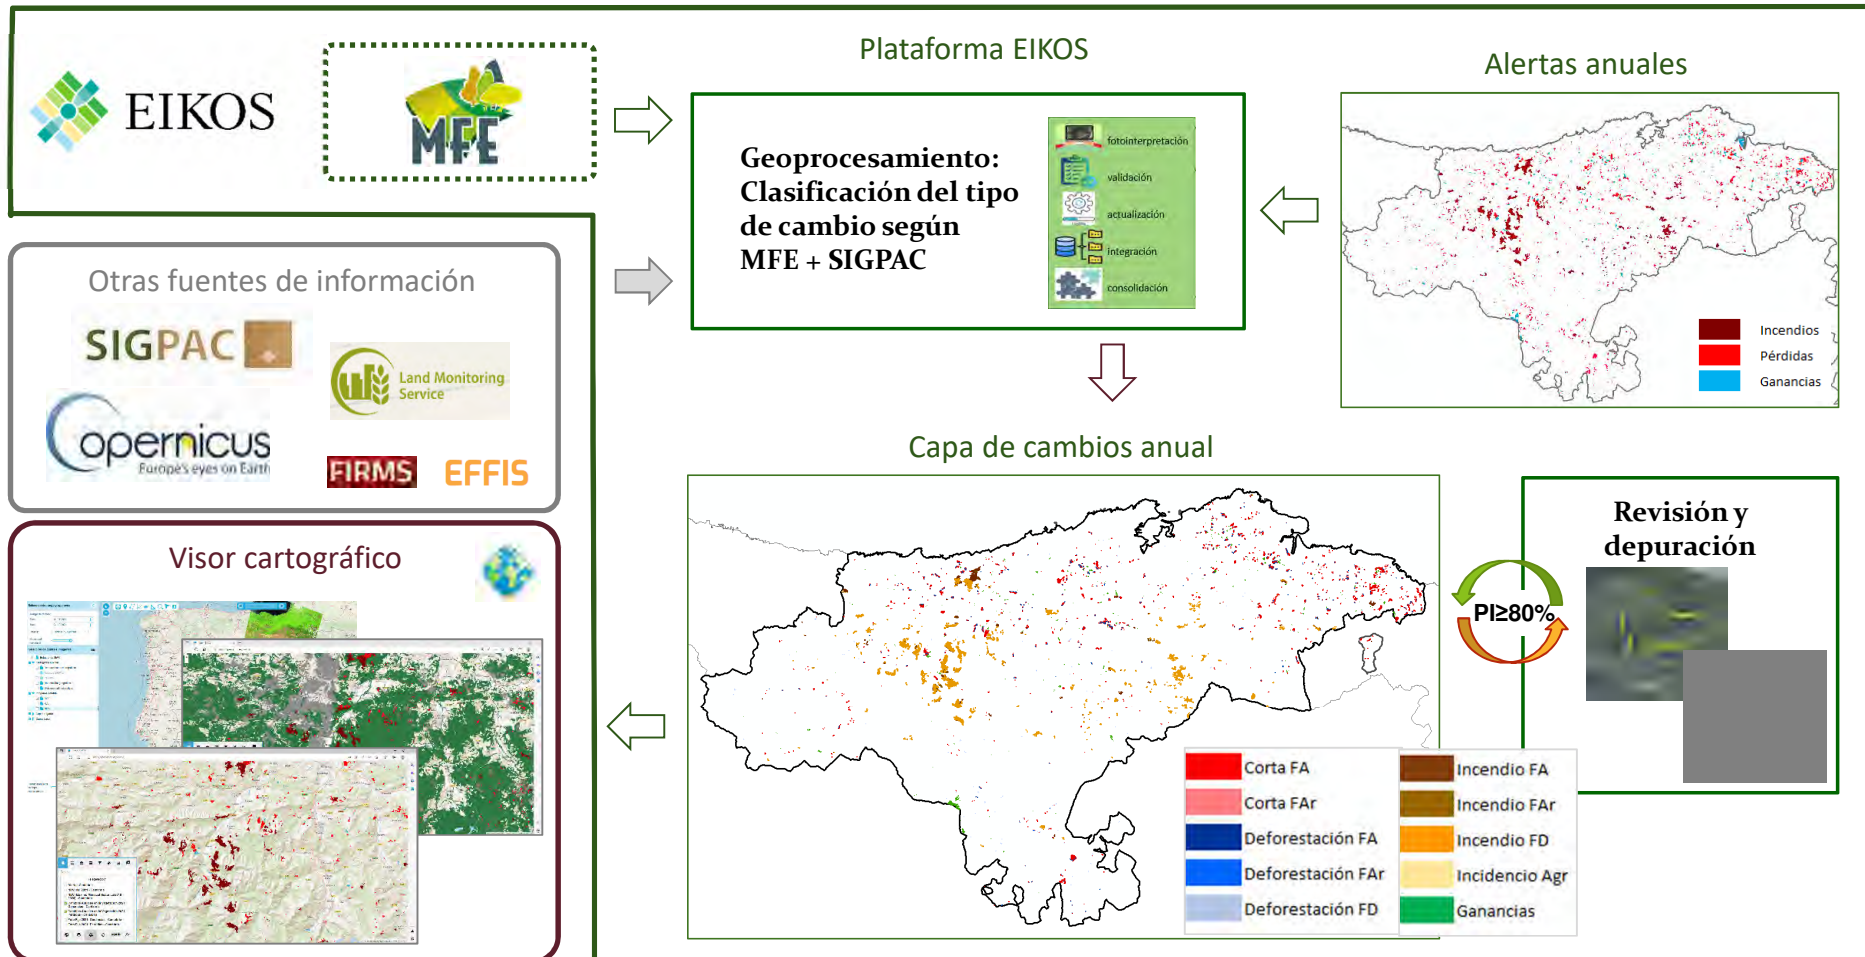 EIKOS
MFE
Plataforma EIKOS
Alertas anuales
Geoprocesamiento:
Clasificación del tipo
de cambio según
MFE + SIGPAC
fotointerpretación
validación
actualización
integración
consolidación
Incendios
Pérdidas
Ganancias
Otras fuentes de información
SIGPAC
Land Monitoring
Service
opernicus
Europe's eyes on Earth
FIRMS
EFFIS
Capa de cambios anual
Revisión y
depuración
PI≥80%
Visor cartográfico
Corta FA
Corta FAr
Deforestación FA
Deforestación FAr
Deforestación FD
Incendio FA
Incendio FAr
Incendio FD
Incidencio Agr
Ganancias